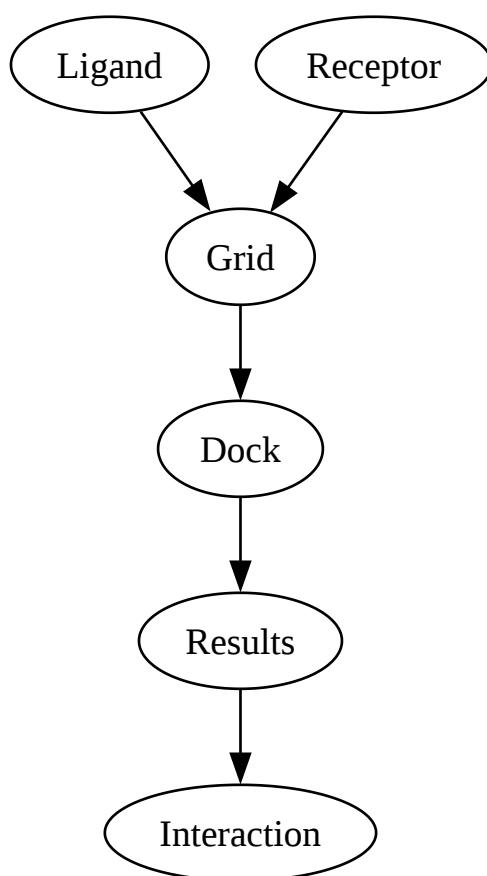 Ligand
Receptor
Grid
Dock
Results
Interaction